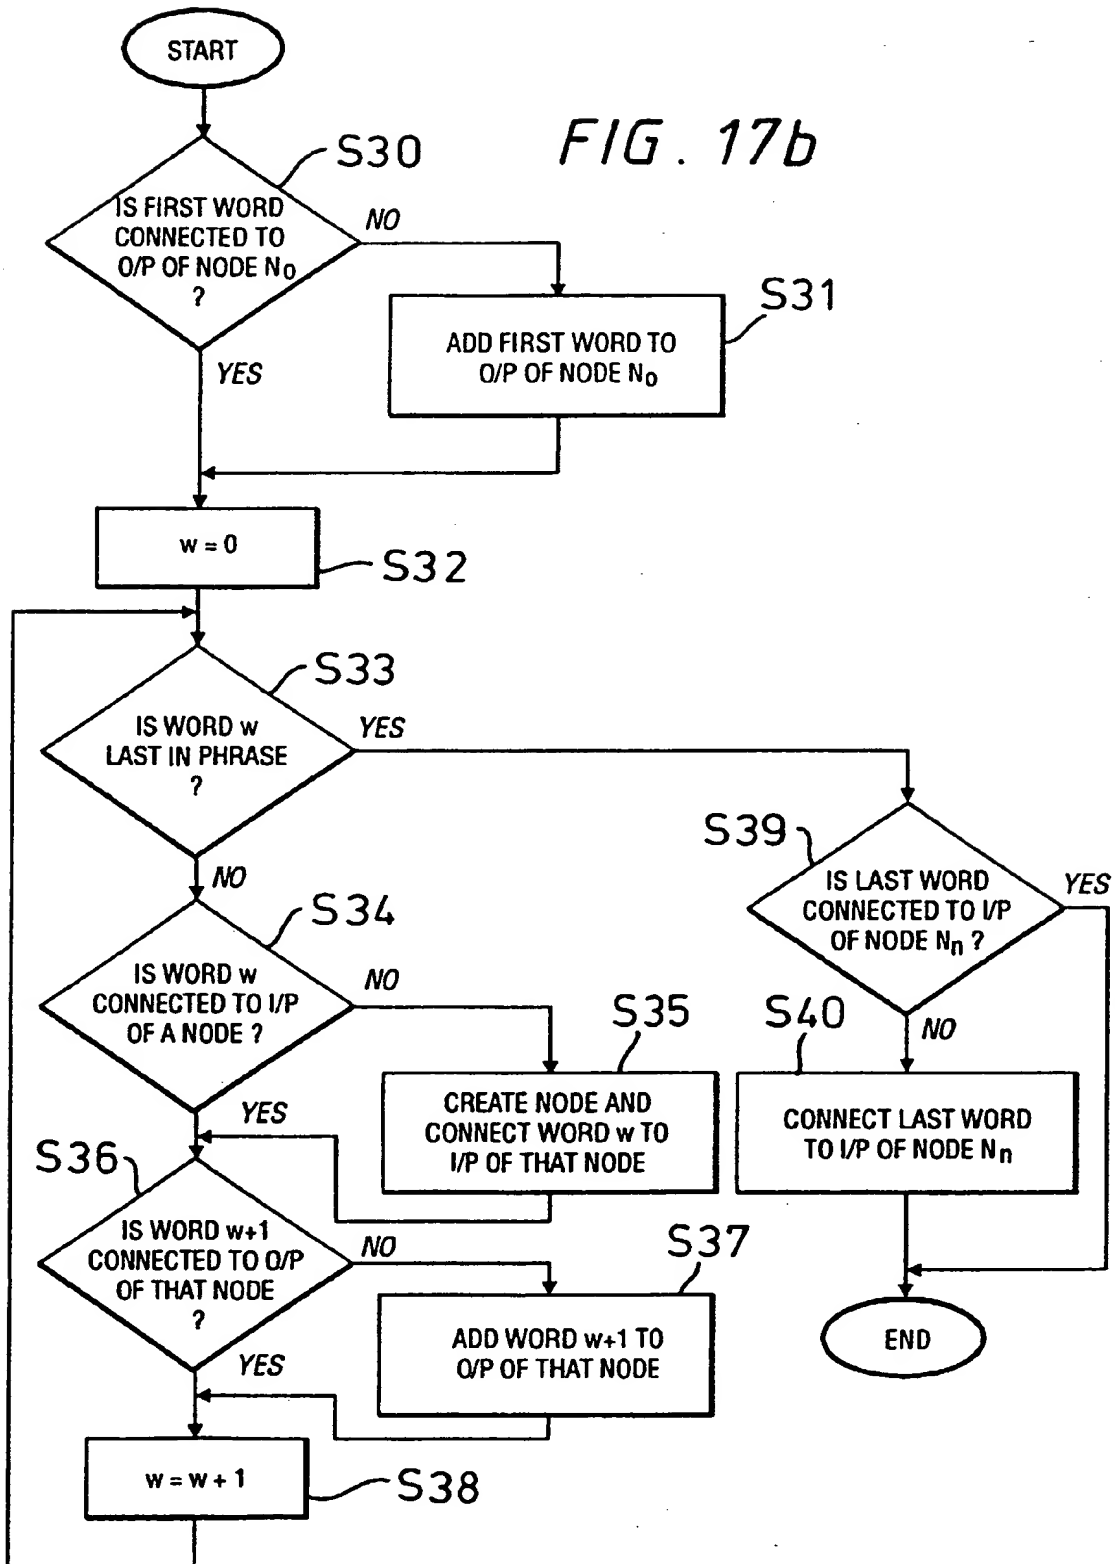 START
FIG. 17b
S30
IS FIRST WORD
CONNECTED TO
O/P OF NODE N₀
?
NO
YES
S31
ADD FIRST WORD TO
O/P OF NODE N₀
w = 0
S32
S33
IS WORD w
LAST IN PHRASE
?
YES
NO
S39
IS LAST WORD
CONNECTED TO I/P
OF NODE Nₙ ?
YES
NO
S34
IS WORD w
CONNECTED TO I/P
OF A NODE ?
NO
YES
S35
CREATE NODE AND
CONNECT WORD w TO
I/P OF THAT NODE
S40
CONNECT LAST WORD
TO I/P OF NODE Nₙ
S36
IS WORD w+1
CONNECTED TO O/P
OF THAT NODE
?
NO
YES
S37
ADD WORD w+1 TO
O/P OF THAT NODE
END
w = w + 1
S38